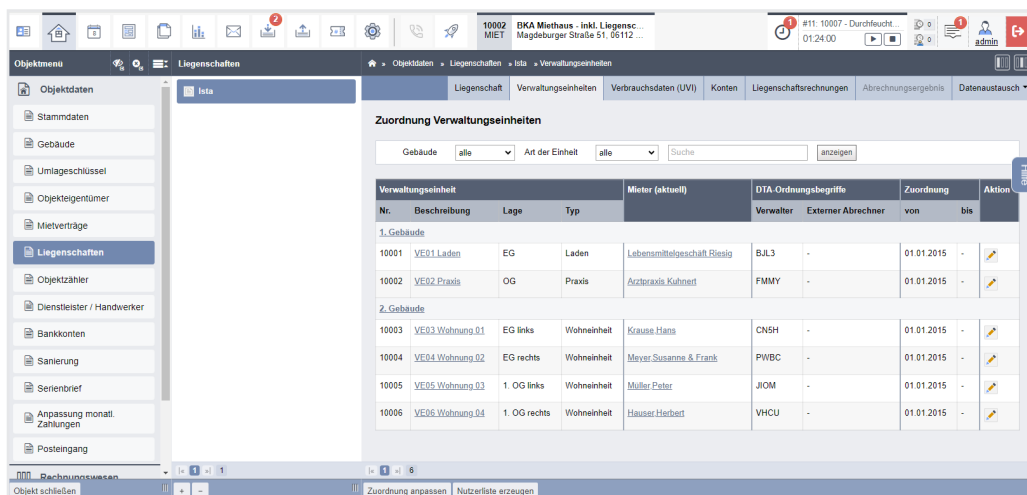 2
10002 BKA Miethaus - inkl. Liegensc...
MIET Magdeburger Straße 51, 06112 ...
1
#11: 10007 - Durchfeucht...
01:24:00
0
0
1
admin
Objektmenü
Liegenschaften
» Objektdaten » Liegenschaften » Ista » Verwaltungseinheiten
Objektdaten
Stammdaten
Gebäude
Umlageschlüssel
Objekteigentümer
Mietverträge
Liegenschaften
Objektzähler
Dienstleister / Handwerker
Bankkonten
Sanierung
Serienbrief
Anpassung monatl.
Zahlungen
Posteingang
Rechnungswesen
Objekt schließen
Ista
|« 1 »| 1
+ −
Liegenschaft Verwaltungseinheiten Verbrauchsdaten (UVI) Konten Liegenschaftsrechnungen Abrechnungsergebnis Datenaustausch
Zuordnung Verwaltungseinheiten
Gebäude alle Art der Einheit alle Suche anzeigen
Hilfe
Verwaltungseinheit Mieter (aktuell) DTA-Ordnungsbegriffe Zuordnung Aktion
Nr. Beschreibung Lage Typ Verwalter Externer Abrechner von bis
1. Gebäude
10001 VE01 Laden EG Laden Lebensmittelgeschäft Riesig BJL3 - 01.01.2015 -
10002 VE02 Praxis OG Praxis Arztpraxis Kuhnert FMMY - 01.01.2015 -
2. Gebäude
10003 VE03 Wohnung 01 EG links Wohneinheit Krause,Hans CN5H - 01.01.2015 -
10004 VE04 Wohnung 02 EG rechts Wohneinheit Meyer,Susanne & Frank PWBC - 01.01.2015 -
10005 VE05 Wohnung 03 1. OG links Wohneinheit Müller,Peter JIOM - 01.01.2015 -
10006 VE06 Wohnung 04 1. OG rechts Wohneinheit Hauser,Herbert VHCU - 01.01.2015 -
|« 1 »| 6
Zuordnung anpassen Nutzerliste erzeugen